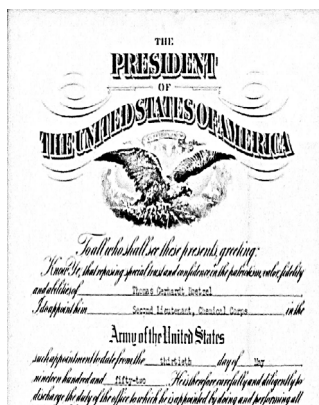 THE
PRESIDENT
OF
THE UNITED STATES OF AMERICA
To all who shall see these presents, greeting:
Know Ye, that reposing special trust and confidence in the patriotism, valor, fidelity
and abilities of Thomas Gerhardt
I do appoint him Second Lieutenant, Chemical Corps in the
Army of the United States
such appointment to date from the thirtieth day of May
nineteen hundred and fifty-two. He is therefore carefully and diligently to
discharge the duty of the office to which he is appointed by doing and performing all